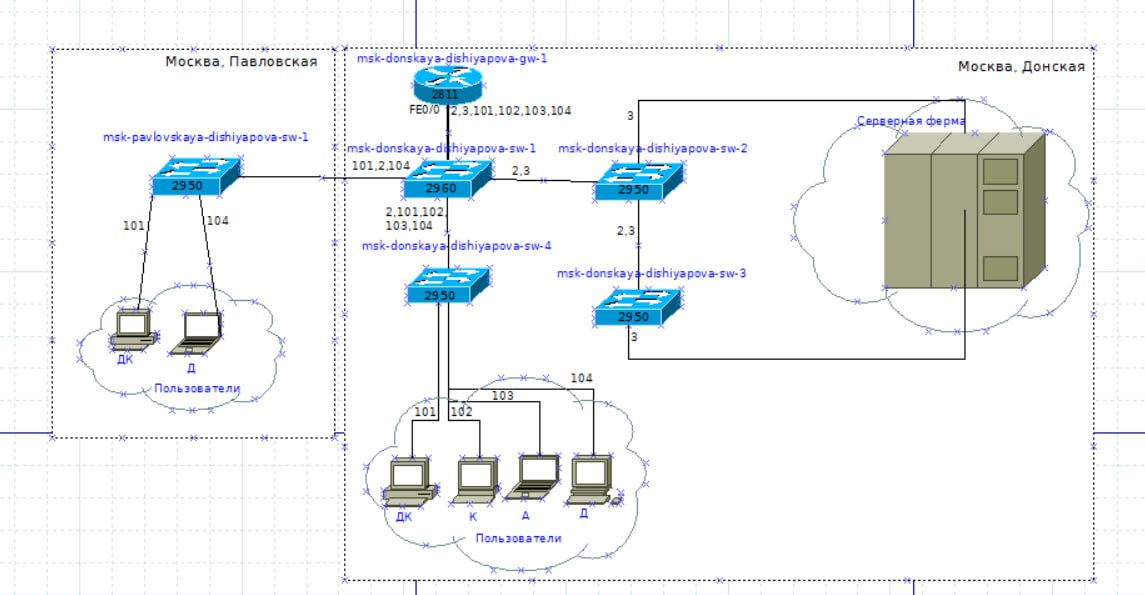 Москва, Павловская
msk-pavlovskaya-dishiyapova-sw-1
2950
101
104
ДК
Д
Пользователи
Москва, Донская
msk-donskaya-dishiyapova-gw-1
2811
FE0/0
2,3,101,102,103,104
msk-donskaya-dishiyapova-sw-1
101,2,104
2960
2,3
msk-donskaya-dishiyapova-sw-2
2950
3
Серверная ферма
2,101,102,
103,104
2,3
msk-donskaya-dishiyapova-sw-4
2950
msk-donskaya-dishiyapova-sw-3
2950
3
104
103
101
102
ДК
К
А
Д
Пользователи